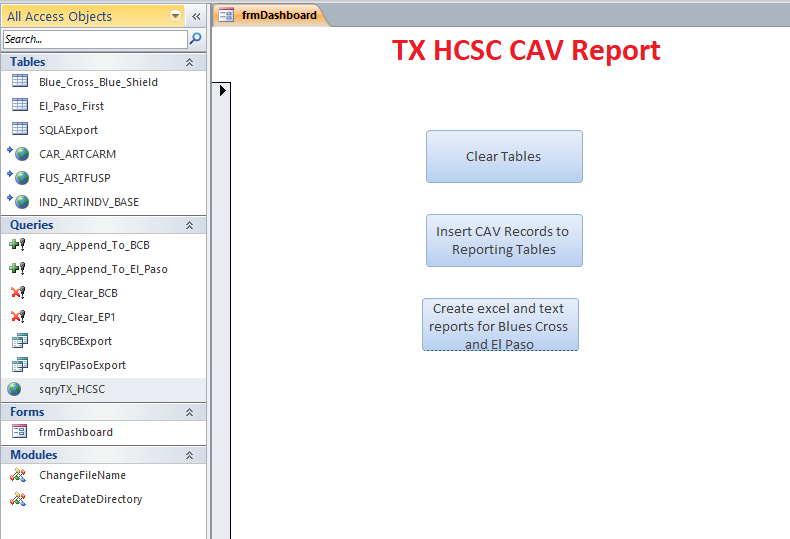 All Access Objects
«
frmDashboard
Search...
Tables
Blue_Cross_Blue_Shield
El_Paso_First
SQLAExport
CAR_ARTCARM
FUS_ARTFUSP
IND_ARTINDV_BASE
Queries
aqry_Append_To_BCB
aqry_Append_To_El_Paso
dqry_Clear_BCB
dqry_Clear_EP1
sqryBCBExport
sqryElPasoExport
sqryTX_HCSC
Forms
frmDashboard
Modules
ChangeFileName
CreateDateDirectory
TX HCSC CAV Report
Clear Tables
Insert CAV Records to
Reporting Tables
Create excel and text
reports for Blues Cross
and El Paso